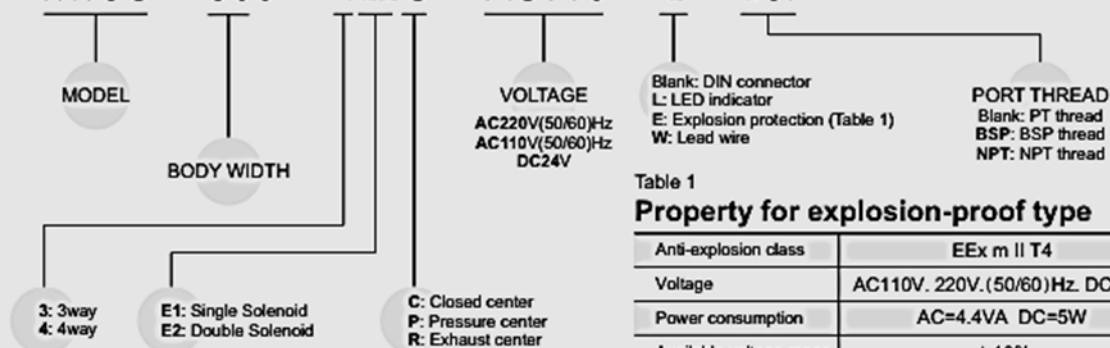 MODEL
BODY WIDTH
VOLTAGE
AC220V(50/60)Hz
AC110V(50/60)Hz
DC24V
Blank: DIN connector
L: LED indicator
E: Explosion protection (Table 1)
W: Lead wire
PORT THREAD
Blank: PT thread
BSP: BSP thread
NPT: NPT thread
3: 3way
4: 4way
E1: Single Solenoid
E2: Double Solenoid
C: Closed center
P: Pressure center
R: Exhaust center
Table 1
Property for explosion-proof type
Anti-explosion class EEx m II T4
Voltage AC110V. 220V.(50/60)Hz. DC
Power consumption AC=4.4VA DC=5W